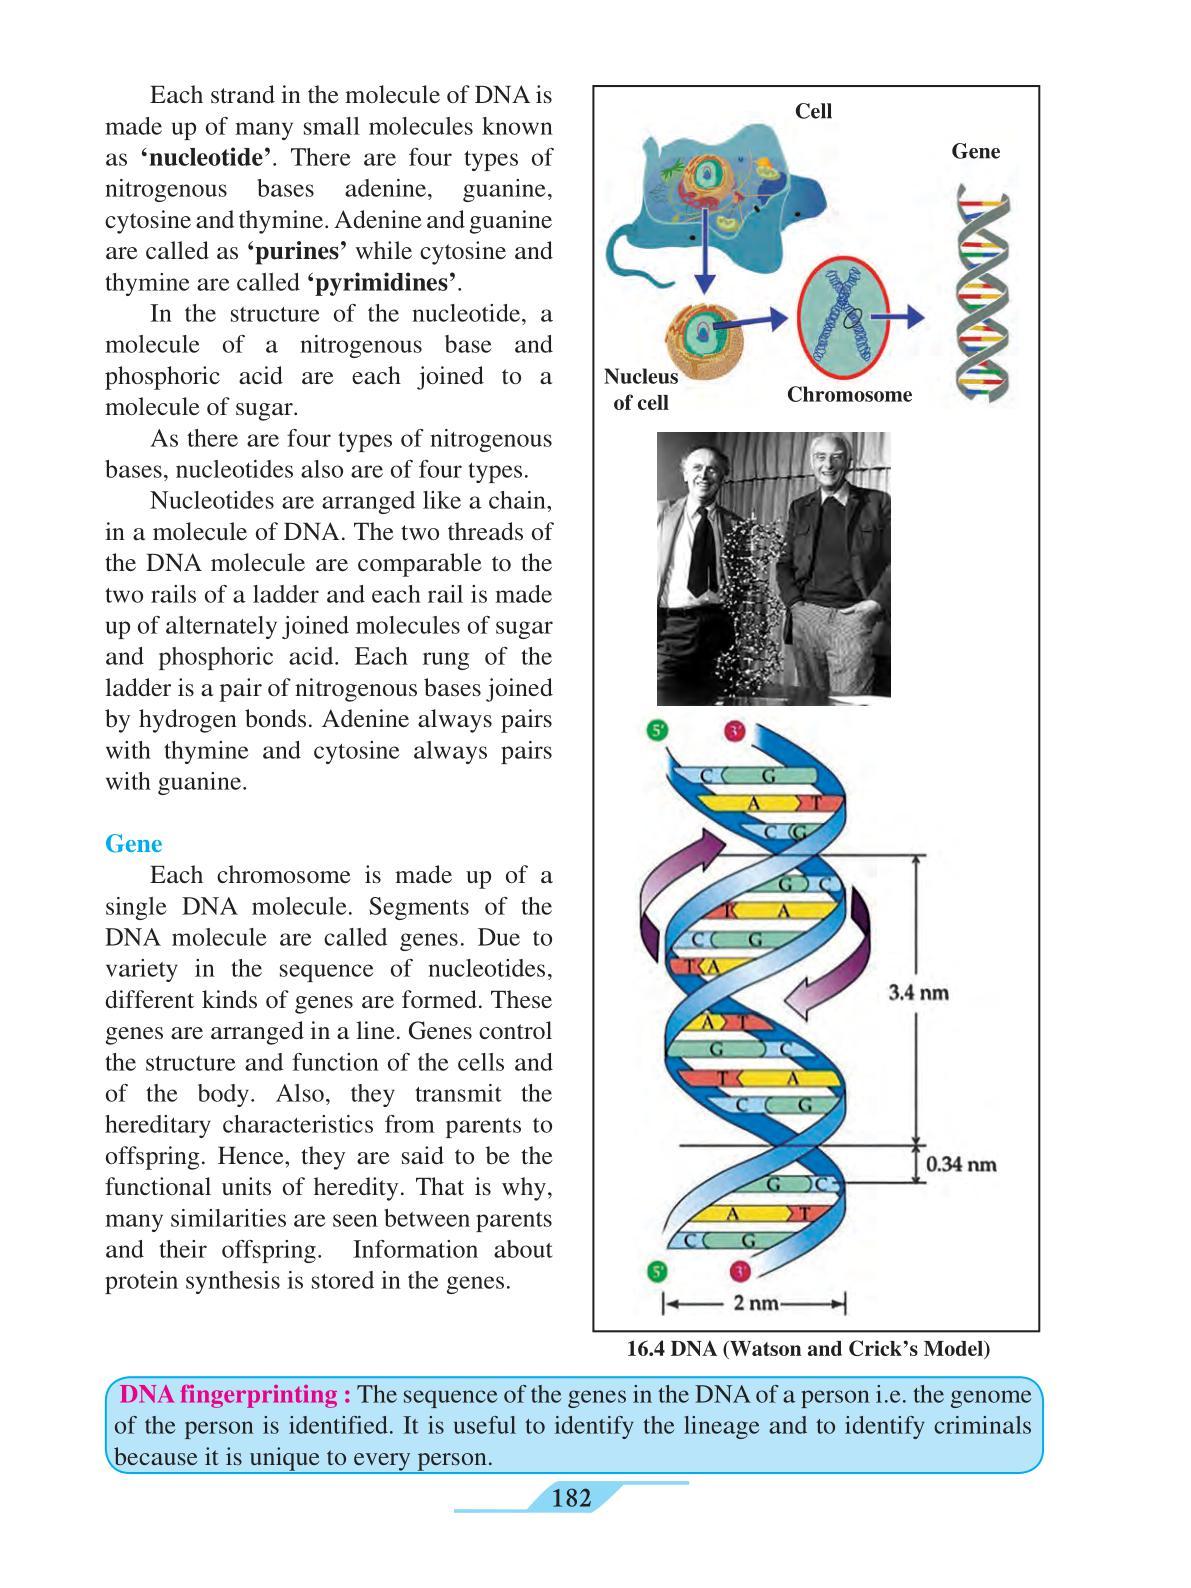 Each strand in the molecule of DNA is
made up of many small molecules known
as ‘nucleotide’. There are four types of
nitrogenous bases adenine, guanine,
cytosine and thymine. Adenine and guanine
are called as ‘purines’ while cytosine and
thymine are called ‘pyrimidines’.
In the structure of the nucleotide, a
molecule of a nitrogenous base and
phosphoric acid are each joined to a
molecule of sugar.
As there are four types of nitrogenous
bases, nucleotides also are of four types.
Nucleotides are arranged like a chain,
in a molecule of DNA. The two threads of
the DNA molecule are comparable to the
two rails of a ladder and each rail is made
up of alternately joined molecules of sugar
and phosphoric acid. Each rung of the
ladder is a pair of nitrogenous bases joined
by hydrogen bonds. Adenine always pairs
with thymine and cytosine always pairs
with guanine.
Gene
Each chromosome is made up of a
single DNA molecule. Segments of the
DNA molecule are called genes. Due to
variety in the sequence of nucleotides,
different kinds of genes are formed. These
genes are arranged in a line. Genes control
the structure and function of the cells and
of the body. Also, they transmit the
hereditary characteristics from parents to
offspring. Hence, they are said to be the
functional units of heredity. That is why,
many similarities are seen between parents
and their offspring. Information about
protein synthesis is stored in the genes.
Cell
Gene
Nucleus
of cell
Chromosome
5' 3'
C G
A T
C G
G C
T A
C G
T A
3.4 nm
A T
G C
T A
C G
0.34 nm
G C
A T
C G
5' 3'
2 nm
16.4 DNA (Watson and Crick’s Model)
DNA fingerprinting : The sequence of the genes in the DNA of a person i.e. the genome
of the person is identified. It is useful to identify the lineage and to identify criminals
because it is unique to every person.
182